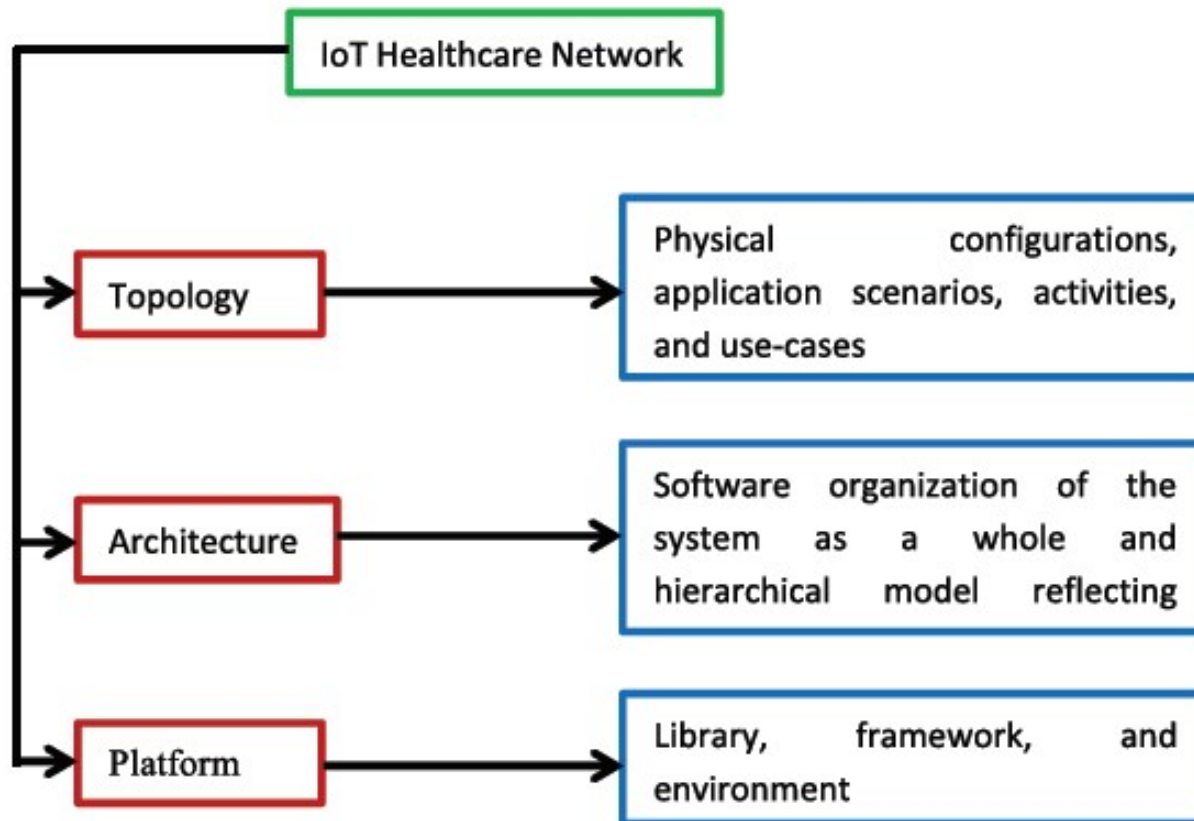 IoT Healthcare Network
Topology
Physical configurations,
application scenarios, activities,
and use-cases
Architecture
Software organization of the
system as a whole and
hierarchical model reflecting
Platform
Library, framework, and
environment